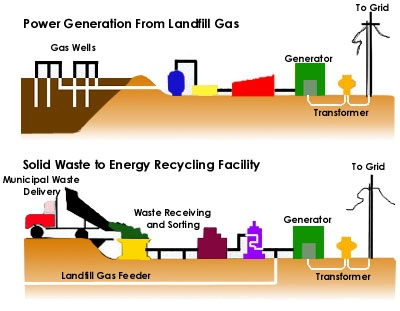 Power Generation From Landfill Gas
To Grid
Gas Wells
Generator
Transformer
Solid Waste to Energy Recycling Facility
To Grid
Municipal Waste
Delivery
Waste Receiving
and Sorting
Generator
Landfill Gas Feeder
Transformer